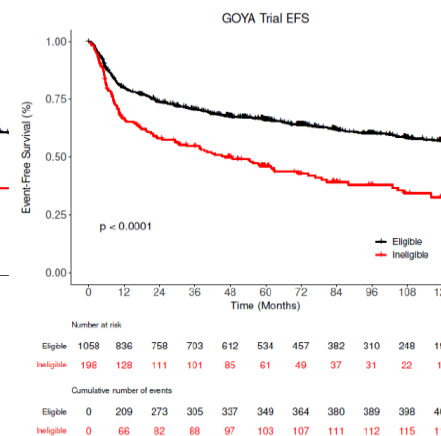 GOYA Trial EFS
Event-Free Survival (%)
1.00
0.75
0.50
0.25
0.00
p < 0.0001
Eligible
Ineligible
0 12 24 36 48 60 72 84 96 108
Time (Months)
Number at risk
Eligible 1058 836 758 703 612 534 457 382 310 248
Ineligible 198 128 111 101 85 61 49 37 31 22
Cumulative number of events
Eligible 0 209 273 305 337 349 364 380 389 398
Ineligible 0 66 82 88 97 103 107 111 112 115